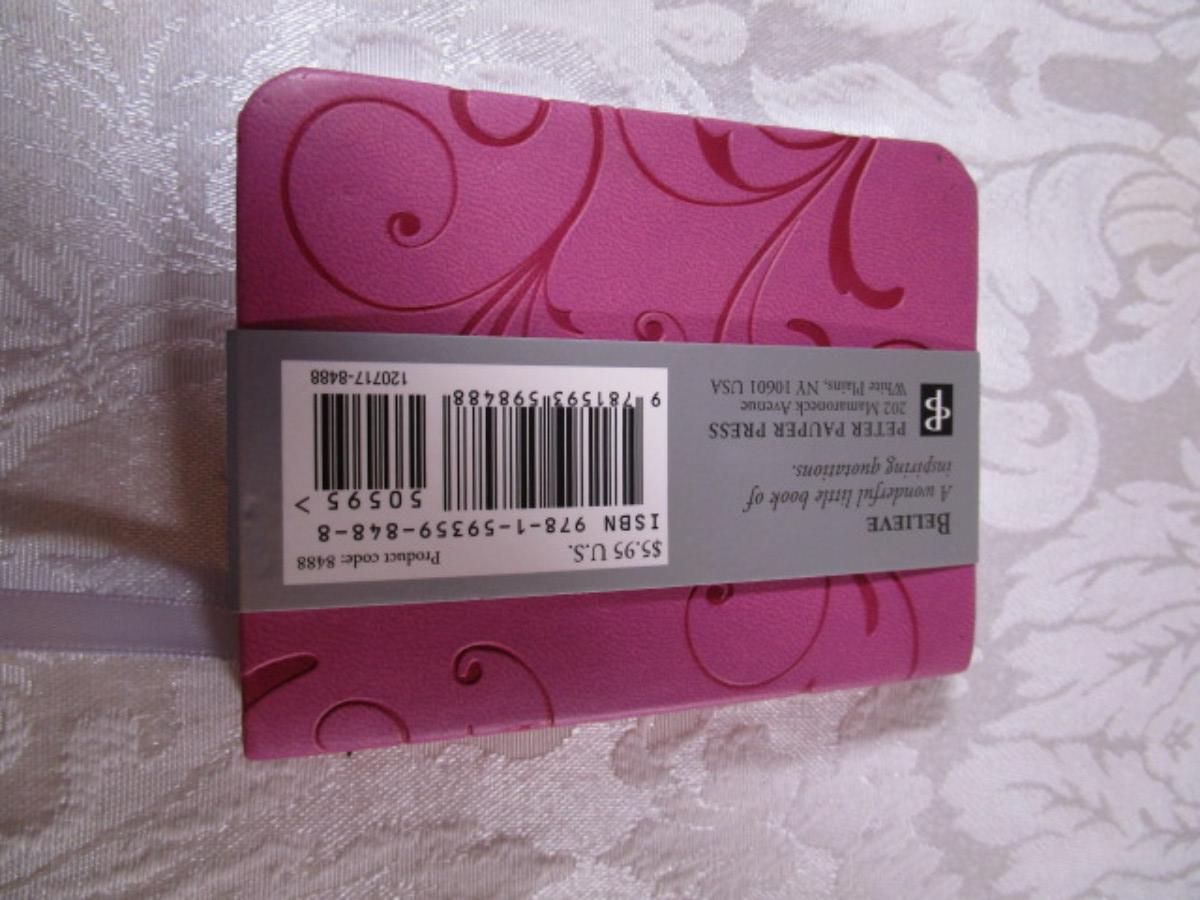 BELIEVE
A wonderful little book of
inspiring quotations.
PETER PAUPER PRESS
202 Mamaroneck Avenue
White Plains, NY 10601 USA
$5.95 U.S.
Product code: 8488
ISBN 978-1-59359-848-8
50595 >
9 781593 598488
120717-8488